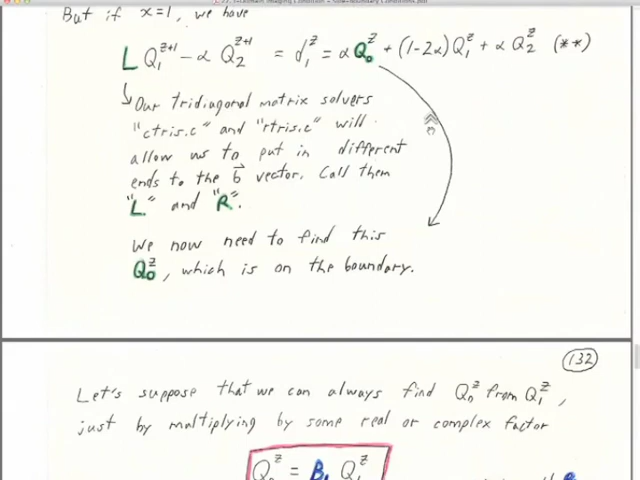 But if x=1, we have
L Q₁^{z+1} - α Q₂^{z+1} = d₁^z = α Q₀^z + (1-2α) Q₁^z + α Q₂^z (**)
Our tridiagonal matrix solvers
"ctris.c" and "rtris.c" will
allow us to put in different
ends to the b⃗ vector. Call them
"L" and "R".
We now need to find this
Q₀^z, which is on the boundary.
132
Let's suppose that we can always find Q₀^z from Q₁^z,
just by multiplying by some real or complex factor
Q₀^z = B₁ Q₁^z